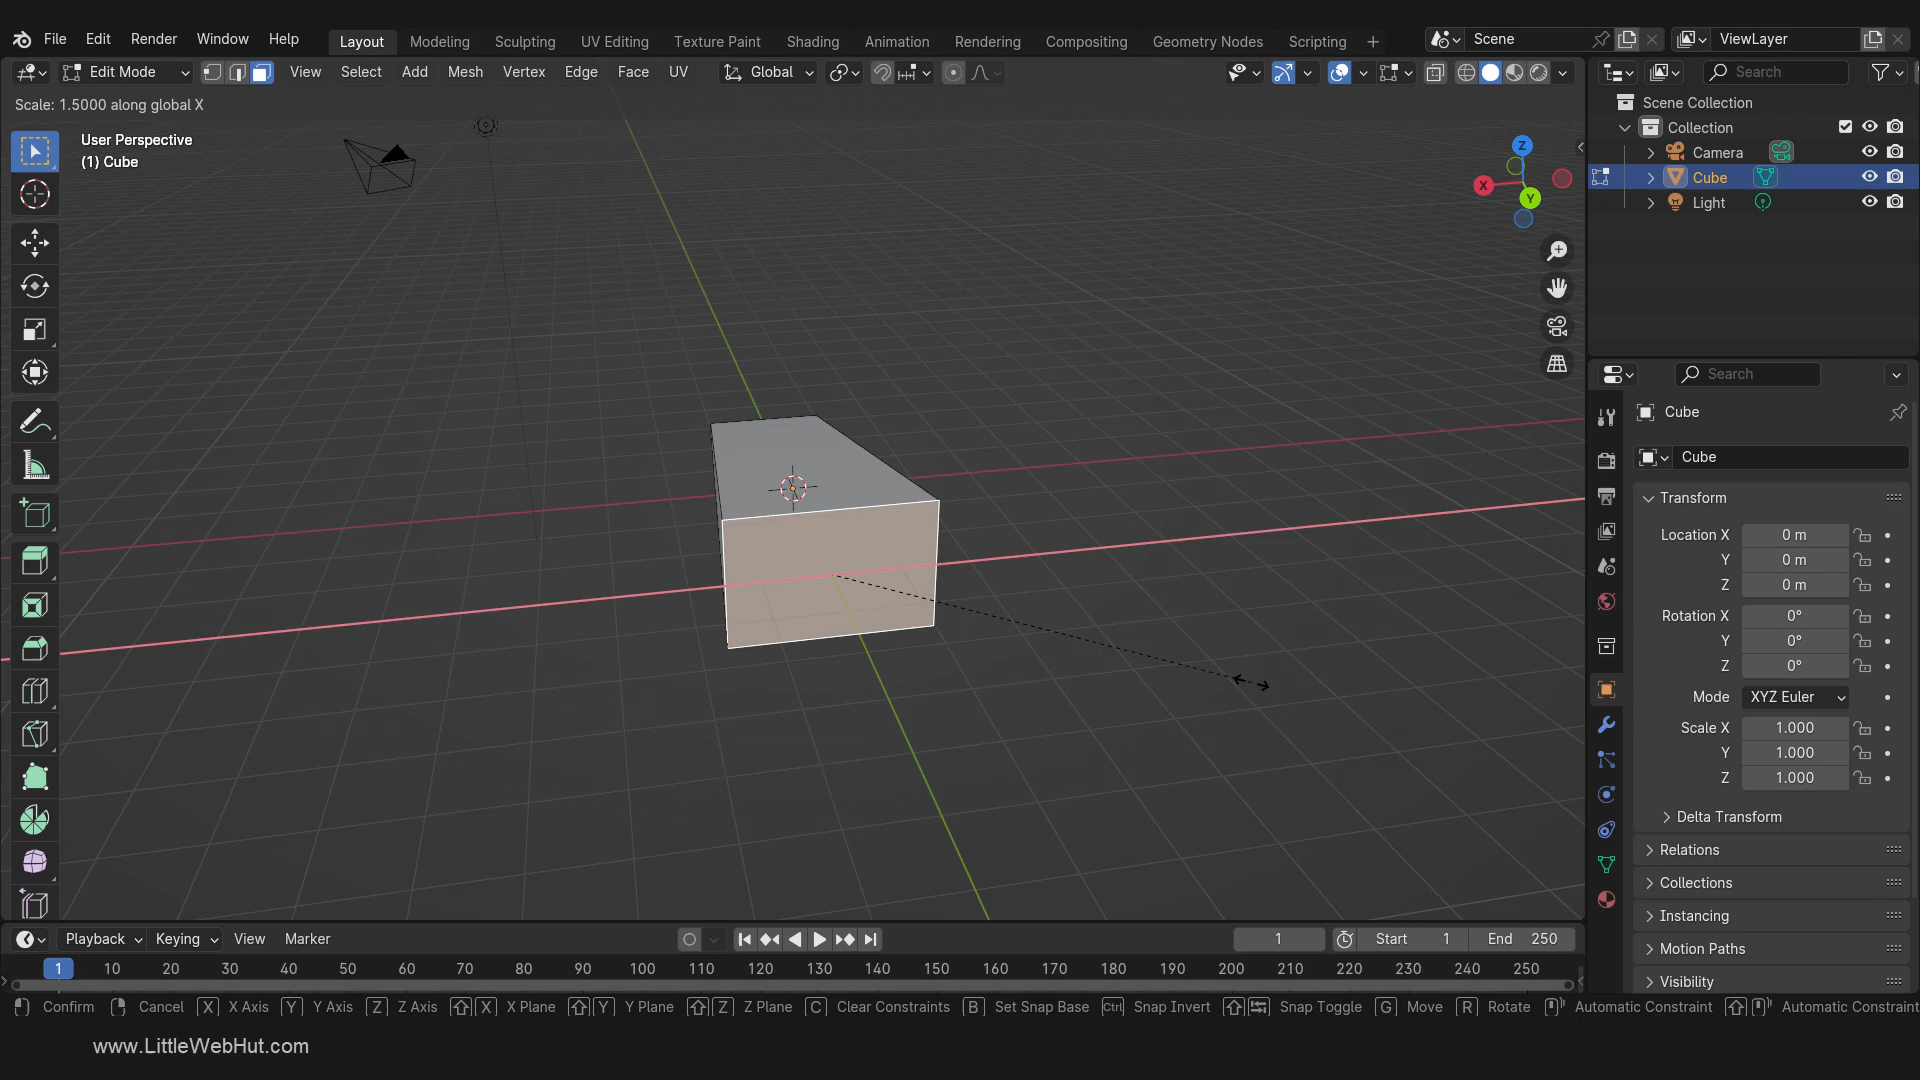 File Edit Render Window Help Layout Modeling Sculpting UV Editing Texture Paint Shading Animation Rendering Compositing Geometry Nodes Scripting + Scene ViewLayer
Edit Mode View Select Add Mesh Vertex Edge Face UV Global Search
Scale: 1.5000 along global X
User Perspective
(1) Cube
Z
X
Y
Scene Collection
Collection
Camera
Cube
Light
Search
Cube
Cube
Transform
Location X 0 m
Y 0 m
Z 0 m
Rotation X 0°
Y 0°
Z 0°
Mode XYZ Euler
Scale X 1.000
Y 1.000
Z 1.000
Delta Transform
Relations
Collections
Instancing
Motion Paths
Visibility
Playback Keying View Marker 1 Start 1 End 250
1 10 20 30 40 50 60 70 80 90 100 110 120 130 140 150 160 170 180 190 200 210 220 230 240 250
Confirm Cancel X X Axis Y Y Axis Z Z Axis X X Plane Y Y Plane Z Z Plane C Clear Constraints B Set Snap Base Ctrl Snap Invert Snap Toggle G Move R Rotate Automatic Constraint Automatic Constraint
www.LittleWebHut.com